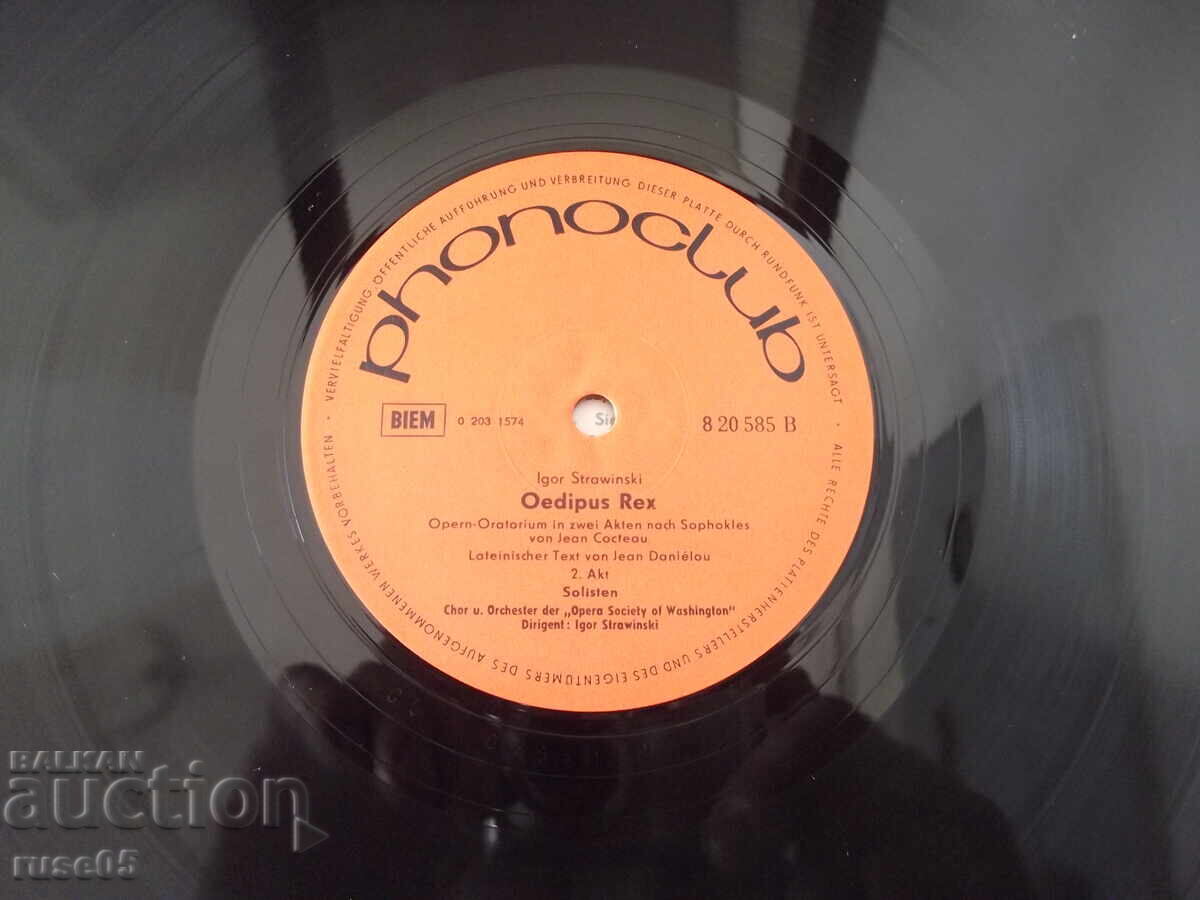 VERVIELFÄLTIGUNG, ÖFFENTLICHE AUFFÜHRUNG UND VERBREITUNG DIESER PLATTE DURCH RUNDFUNK IST UNTERSAGT · ALLE RECHTE DES PLATTENHERSTELLERS UND DES EIGENTÜMERS DES AUFGENOMMENEN WERKES VORBEHALTEN ·
phonoclub
BIEM 0 203 1574 8 20 585 B
Igor Strawinski
Oedipus Rex
Opern-Oratorium in zwei Akten nach Sophokles
von Jean Cocteau
Lateinischer Text von Jean Daniélou
2. Akt
Solisten
Chor u. Orchester der „Opera Society of Washington"
Dirigent: Igor Strawinski
BALKAN
auction
ruse05